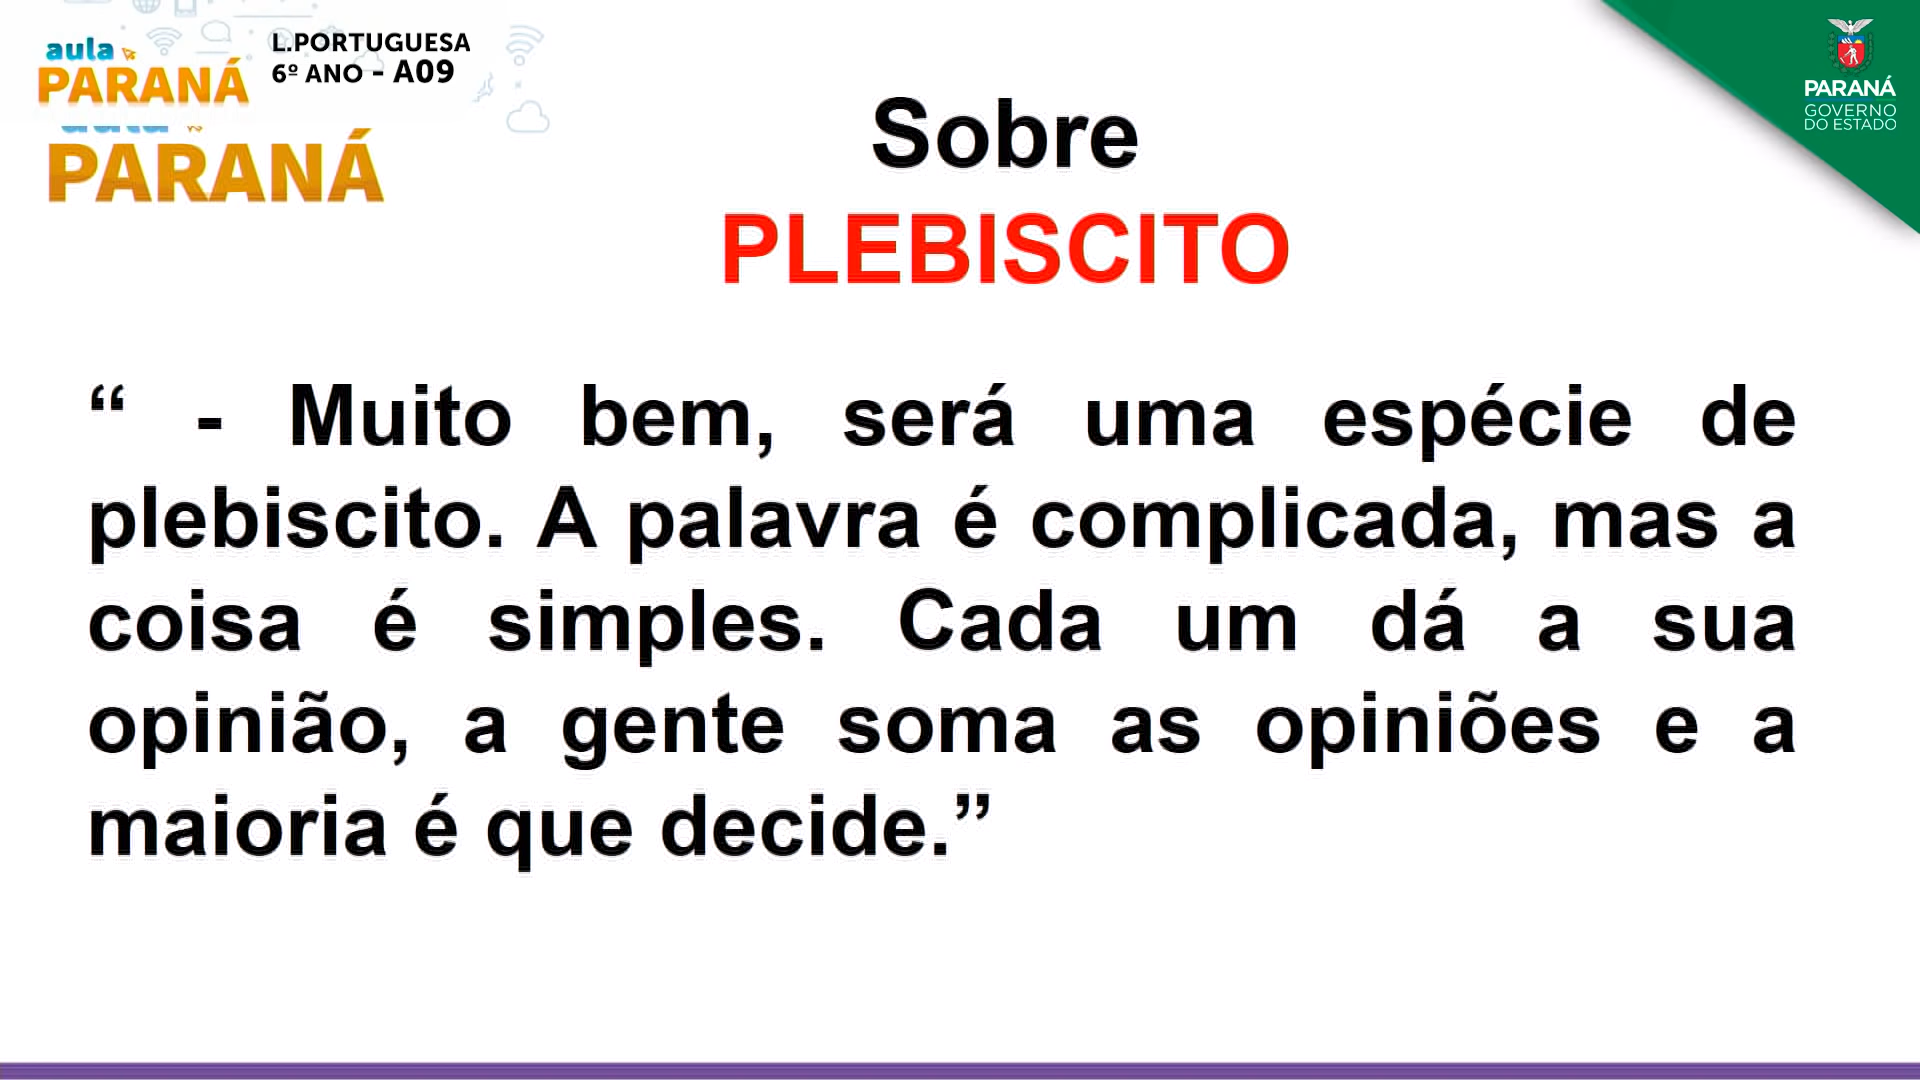 aula
PARANÁ
L.PORTUGUESA
6º ANO - A09
aula
PARANÁ
PARANÁ
GOVERNO
DO ESTADO
Sobre
PLEBISCITO
“ - Muito bem, será uma espécie de
plebiscito. A palavra é complicada, mas a
coisa é simples. Cada um dá a sua
opinião, a gente soma as opiniões e a
maioria é que decide.”